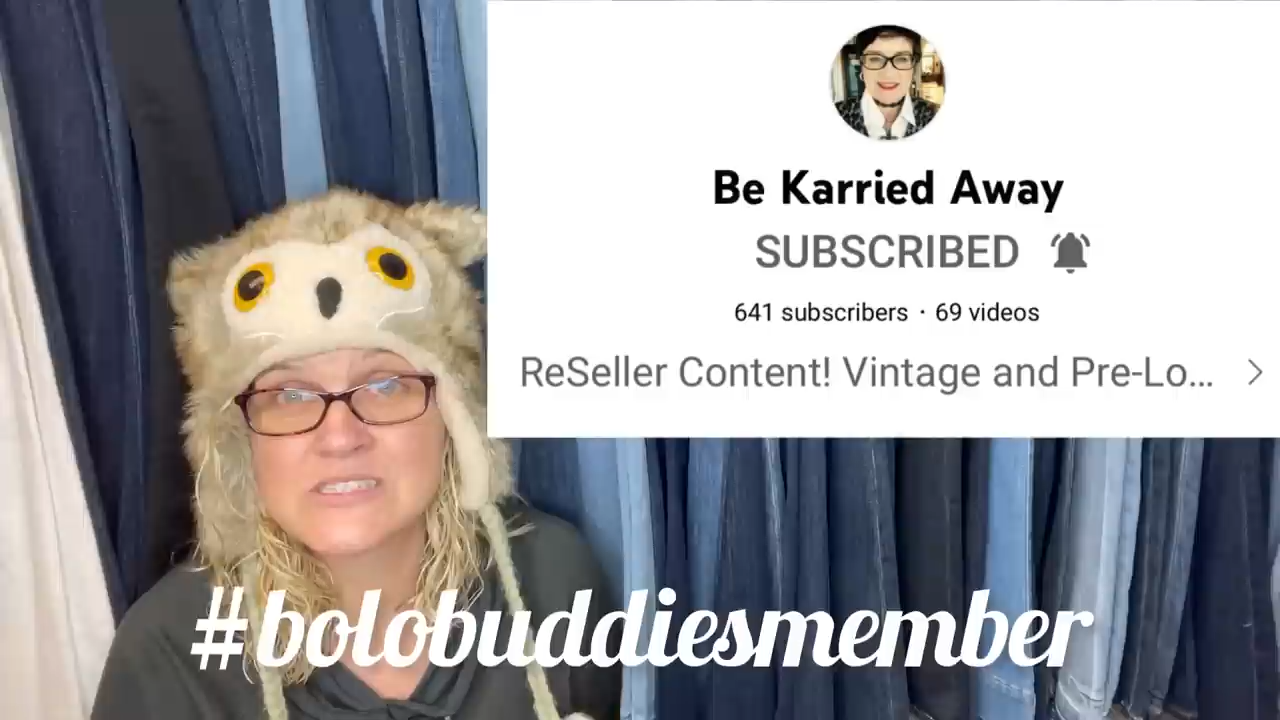 Be Karried Away
SUBSCRIBED
641 subscribers · 69 videos
ReSeller Content! Vintage and Pre-Lo...
#bolobuddiesmember